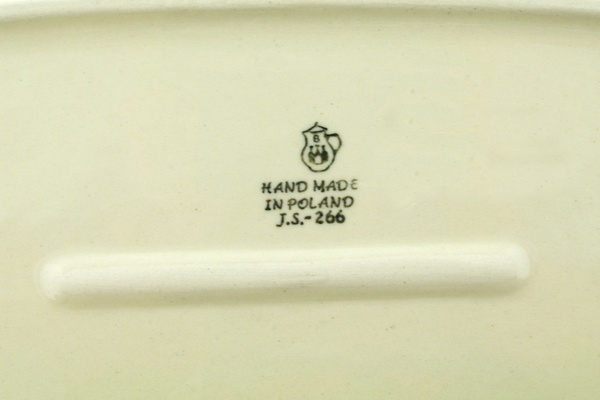 B
HAND MADE
IN POLAND
J.S.-266